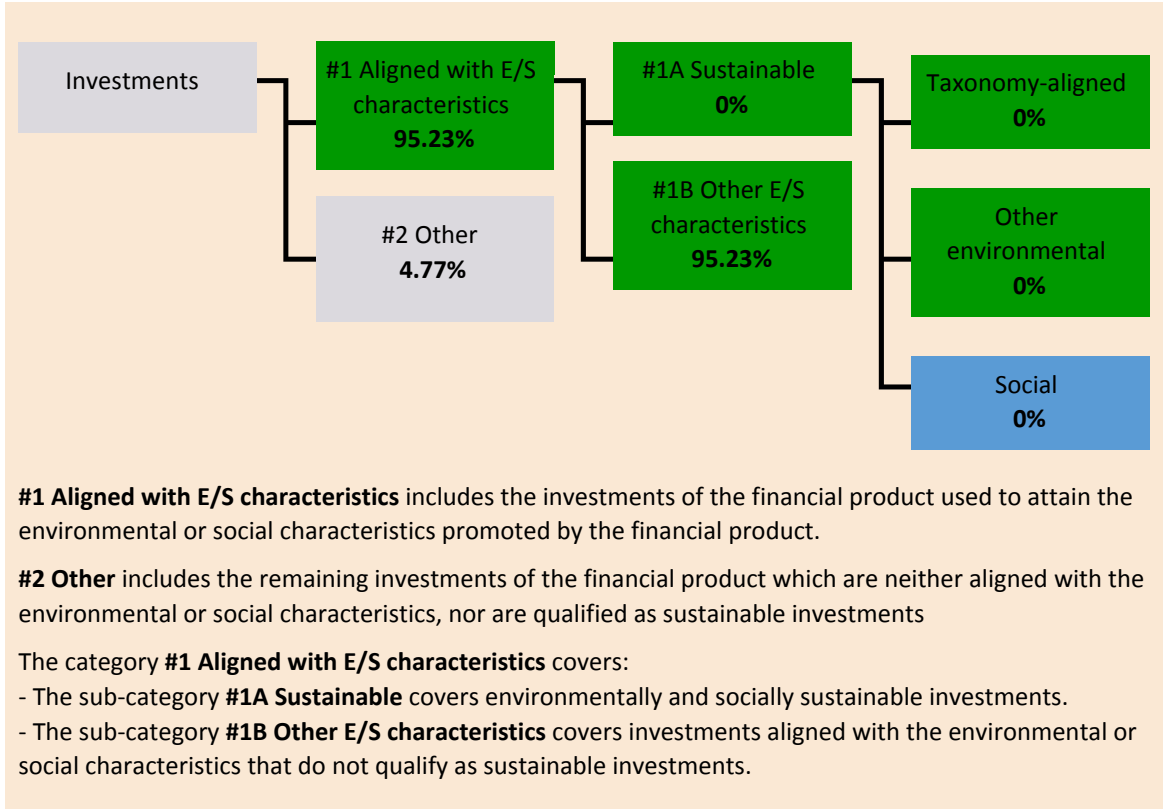 Investments
#1 Aligned with E/S
characteristics
95.23%
#2 Other
4.77%
#1A Sustainable
0%
#1B Other E/S
characteristics
95.23%
Taxonomy-aligned
0%
Other
environmental
0%
Social
0%
#1 Aligned with E/S characteristics includes the investments of the financial product used to attain the
environmental or social characteristics promoted by the financial product.
#2 Other includes the remaining investments of the financial product which are neither aligned with the
environmental or social characteristics, nor are qualified as sustainable investments
The category #1 Aligned with E/S characteristics covers:
- The sub-category #1A Sustainable covers environmentally and socially sustainable investments.
- The sub-category #1B Other E/S characteristics covers investments aligned with the environmental or
social characteristics that do not qualify as sustainable investments.